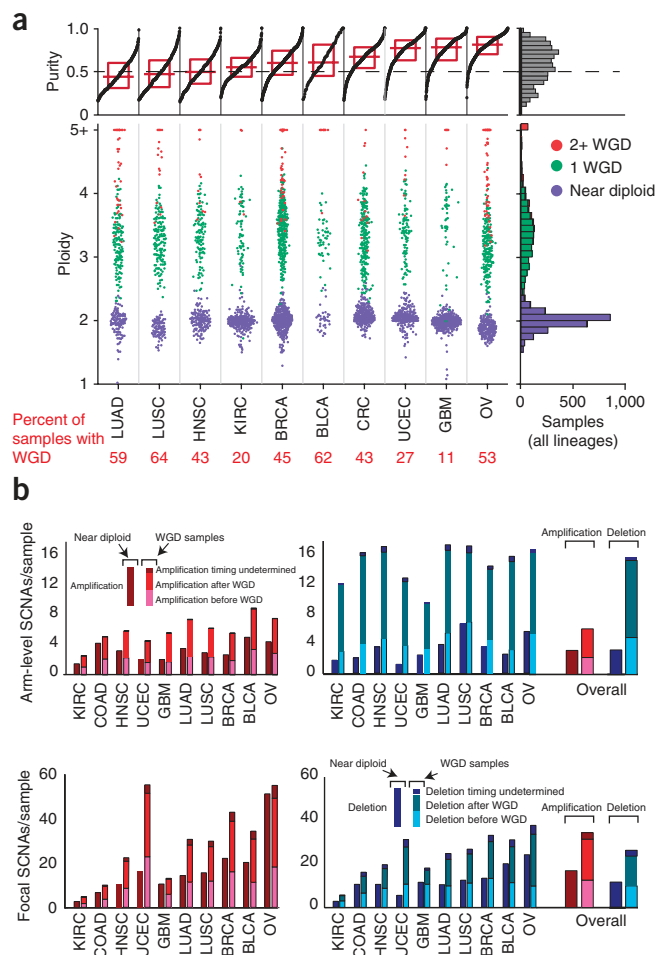 a
Purity
1.0
0.5
0
Ploidy
5+
4
3
2
1
2+ WGD
1 WGD
Near diploid
LUAD
LUSC
HNSC
KIRC
BRCA
BLCA
CRC
UCEC
GBM
OV
0
500
1,000
Samples
(all lineages)
Percent of
samples with
WGD
59 64 43 20 45 62 43 27 11 53
b
Arm-level SCNAs/sample
16
12
8
4
0
Near diploid
WGD samples
Amplification
Amplification timing undetermined
Amplification after WGD
Amplification before WGD
KIRC
COAD
HNSC
UCEC
GBM
LUAD
LUSC
BRCA
BLCA
OV
16
12
8
4
0
KIRC
COAD
HNSC
UCEC
GBM
LUAD
LUSC
BRCA
BLCA
OV
Amplification
Deletion
Overall
Focal SCNAs/sample
60
40
20
0
KIRC
COAD
HNSC
UCEC
GBM
LUAD
LUSC
BRCA
BLCA
OV
60
40
20
0
Near diploid
WGD samples
Deletion
Deletion timing undetermined
Deletion after WGD
Deletion before WGD
KIRC
COAD
HNSC
UCEC
GBM
LUAD
LUSC
BRCA
BLCA
OV
Amplification
Deletion
Overall